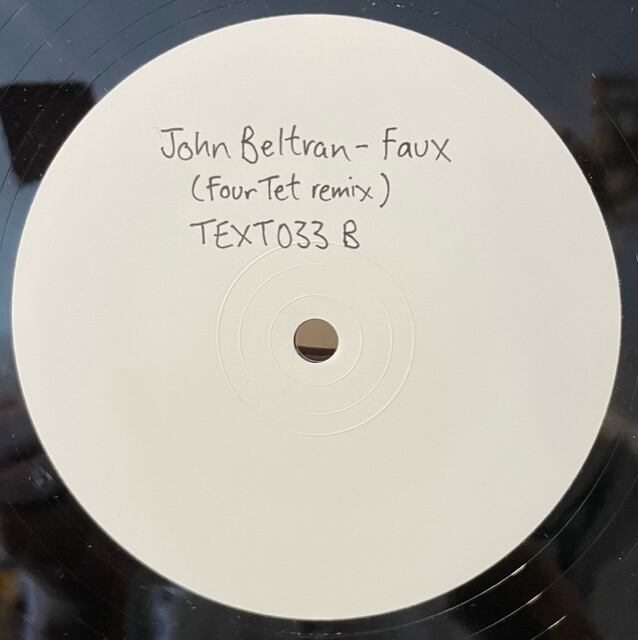 John Beltran - Faux
(Four Tet remix)
TEXT033 B